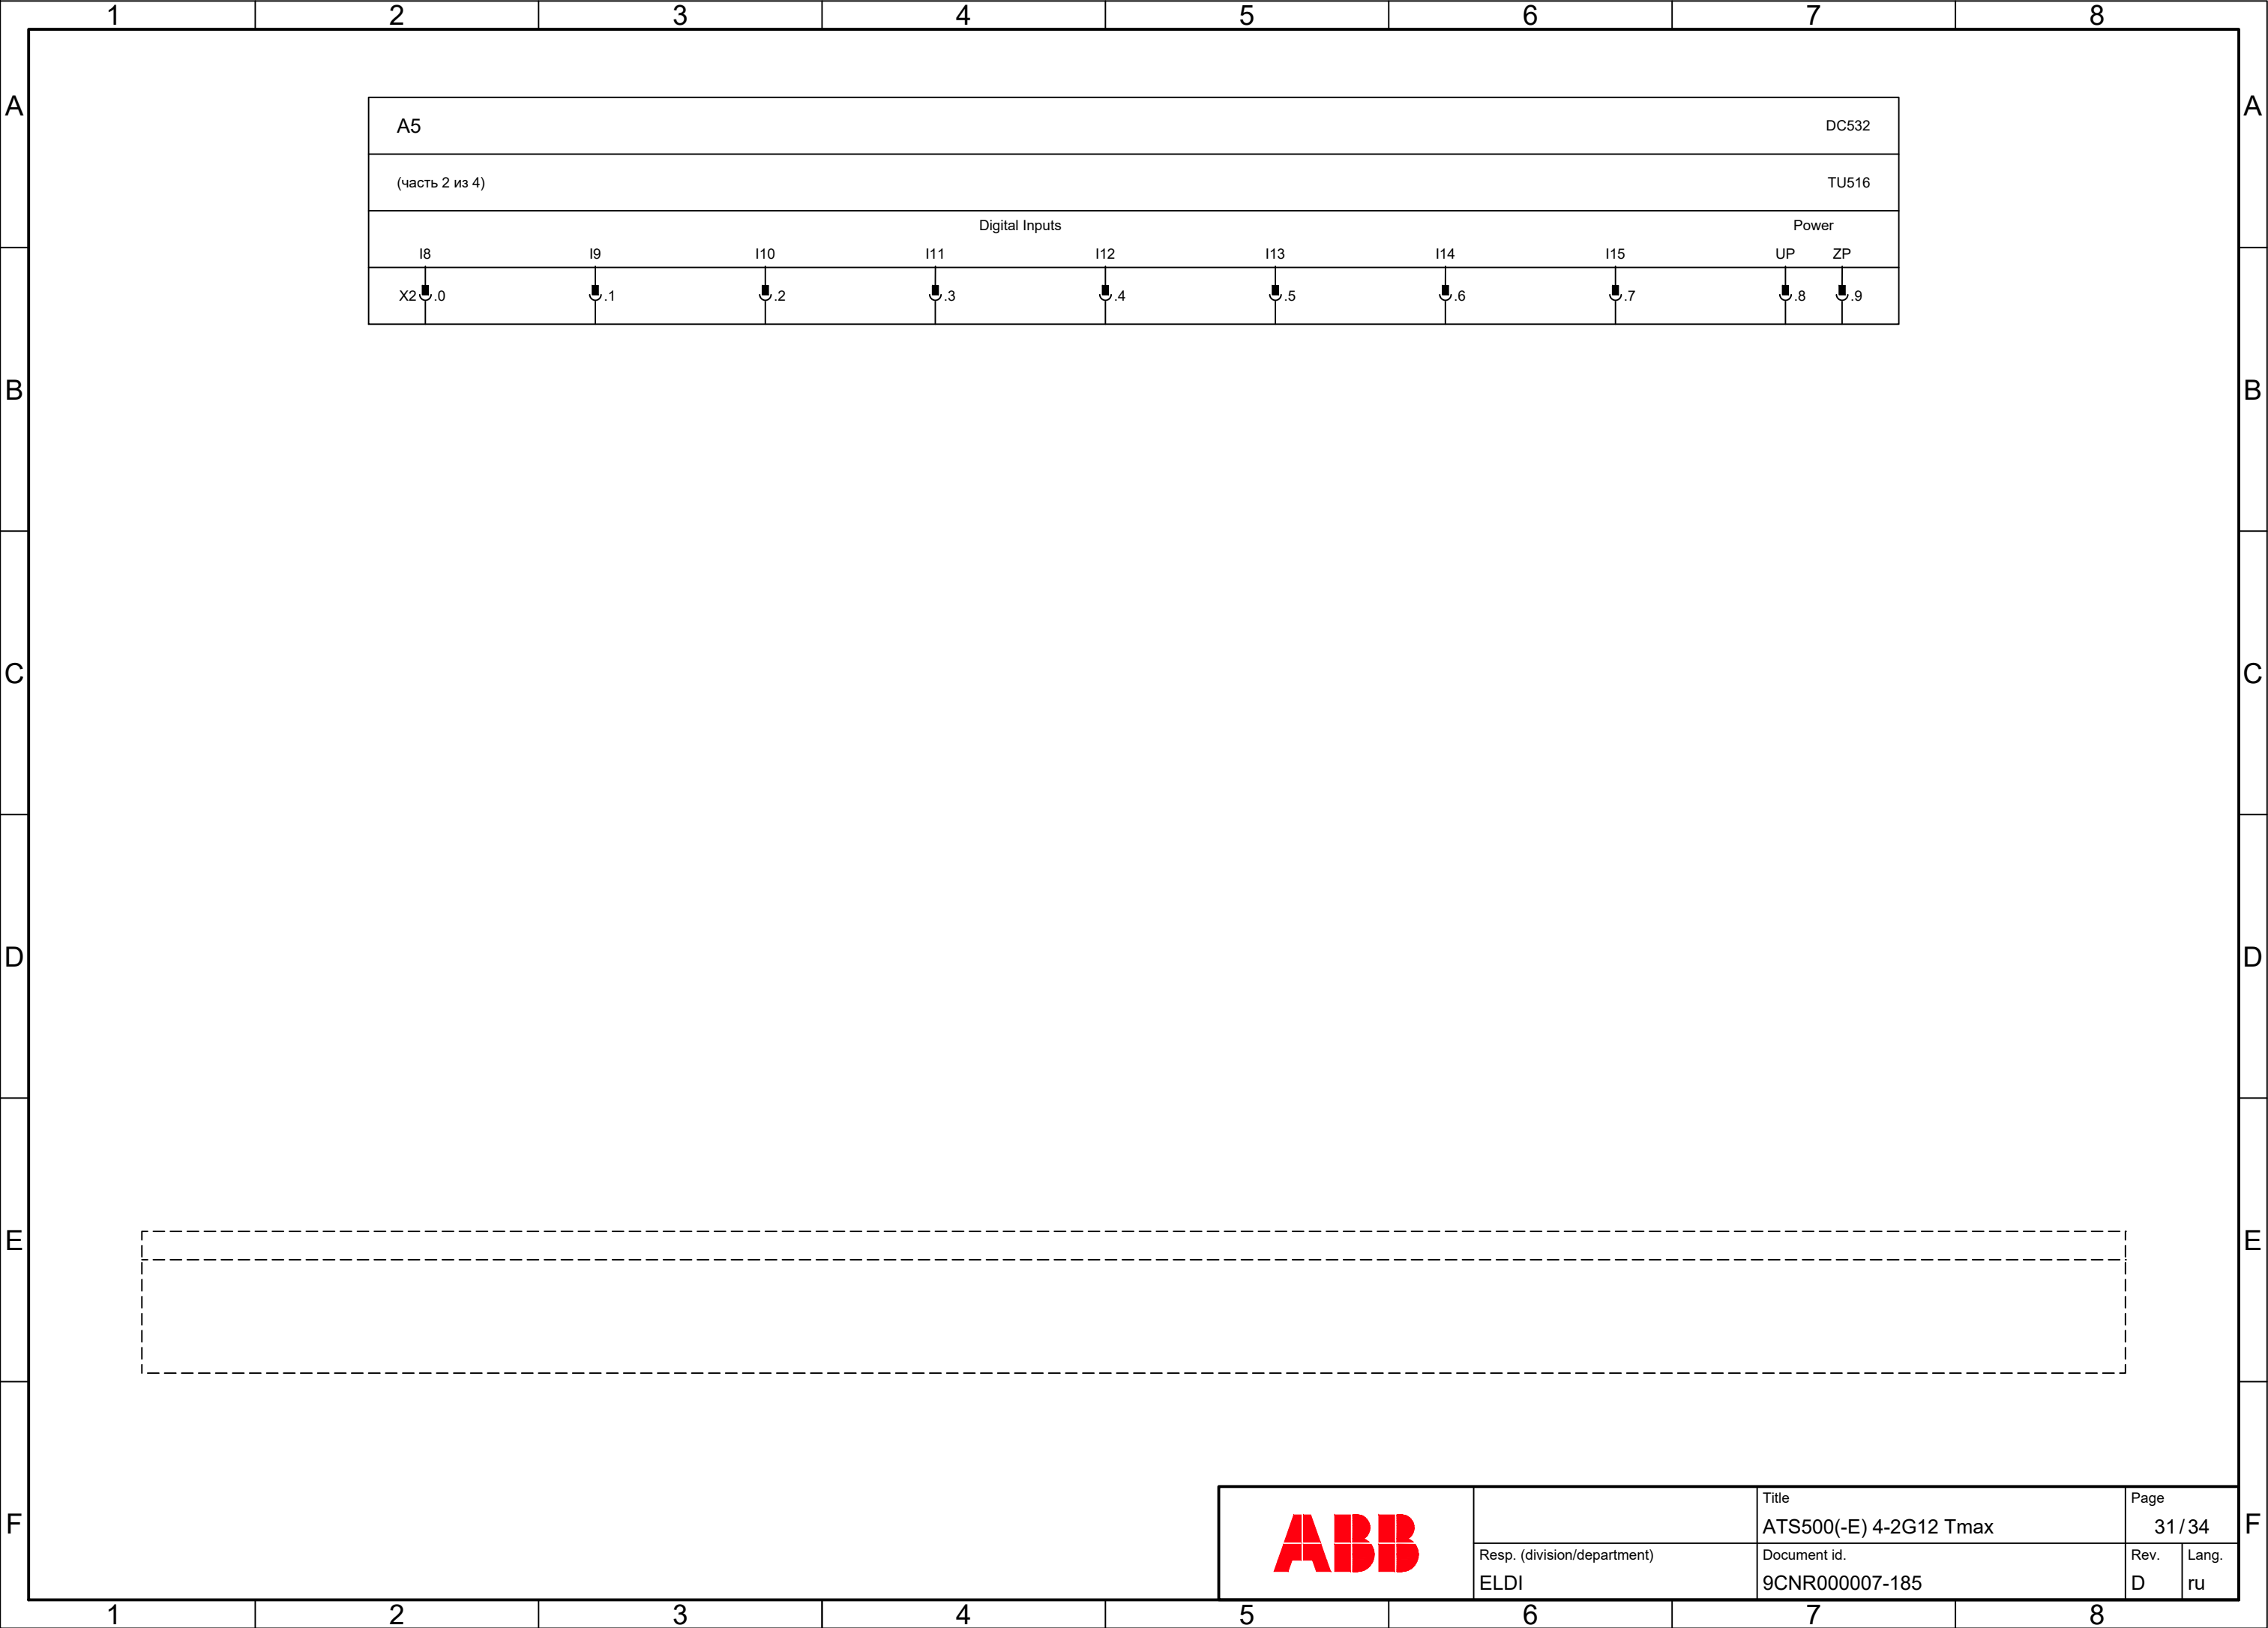 1 2 3 4 5 6 7 8
A A
A5 DC532
(часть 2 из 4) TU516
Digital Inputs Power
I8 I9 I10 I11 I12 I13 I14 I15 UP ZP
X2 .0 .1 .2 .3 .4 .5 .6 .7 .8 .9
B B
C C
D D
E E
F F
ABB
Title
ATS500(-E) 4-2G12 Tmax
Page
31/34
Resp. (division/department)
ELDI
Document id.
9CNR000007-185
Rev.
D
Lang.
ru
1 2 3 4 5 6 7 8